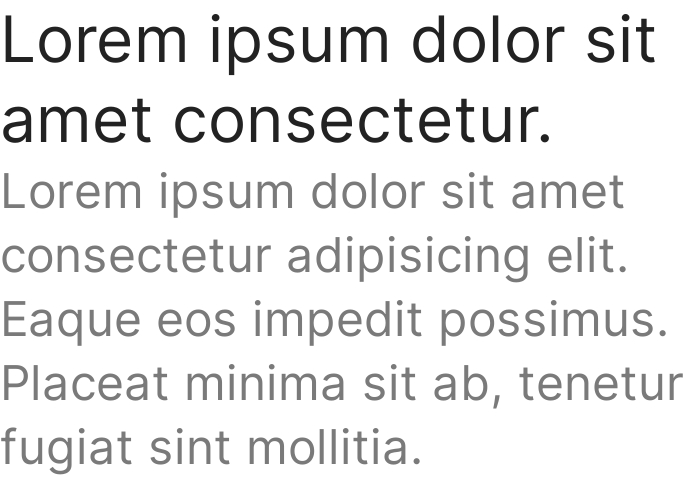 Lorem ipsum dolor sit
amet consectetur.
Lorem ipsum dolor sit amet
consectetur adipisicing elit.
Eaque eos impedit possimus.
Placeat minima sit ab, tenetur
fugiat sint mollitia.